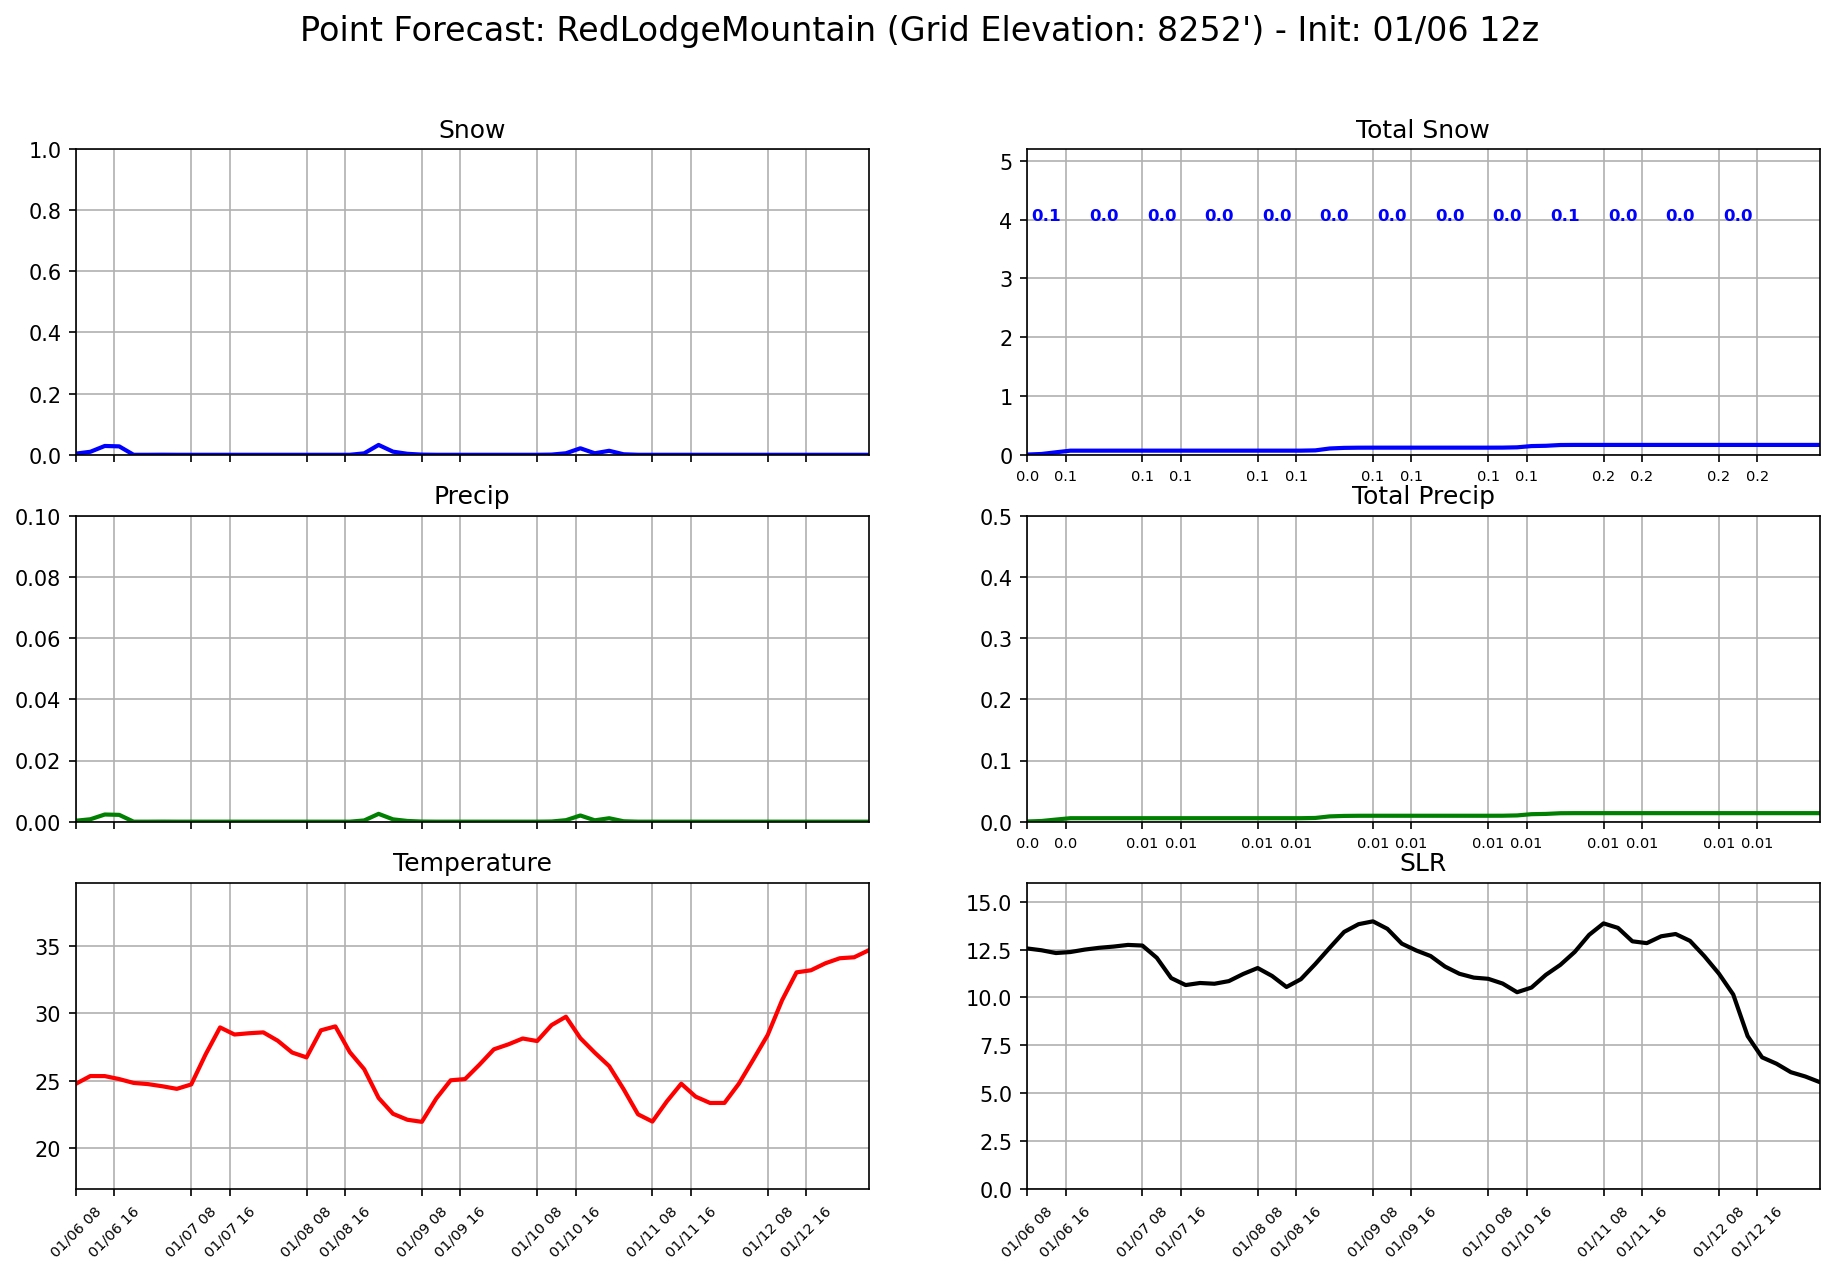 Point Forecast: RedLodgeMountain (Grid Elevation: 8252') - Init: 01/06 12z
Snow
1.0
0.8
0.6
0.4
0.2
0.0
Total Snow
5
4
3
2
1
0
0.1 0.0 0.0 0.0 0.0 0.0 0.0 0.0 0.0 0.1 0.0 0.0 0.0
0.0 0.1 0.1 0.1 0.1 0.1 0.1 0.1 0.1 0.1 0.2 0.2 0.2 0.2
Precip
0.10
0.08
0.06
0.04
0.02
0.00
Total Precip
0.5
0.4
0.3
0.2
0.1
0.0
0.0 0.0 0.01 0.01 0.01 0.01 0.01 0.01 0.01 0.01 0.01 0.01 0.01 0.01
Temperature
35
30
25
20
01/06 08 01/06 16 01/07 08 01/07 16 01/08 08 01/08 16 01/09 08 01/09 16 01/10 08 01/10 16 01/11 08 01/11 16 01/12 08 01/12 16
SLR
15.0
12.5
10.0
7.5
5.0
2.5
0.0
01/06 08 01/06 16 01/07 08 01/07 16 01/08 08 01/08 16 01/09 08 01/09 16 01/10 08 01/10 16 01/11 08 01/11 16 01/12 08 01/12 16